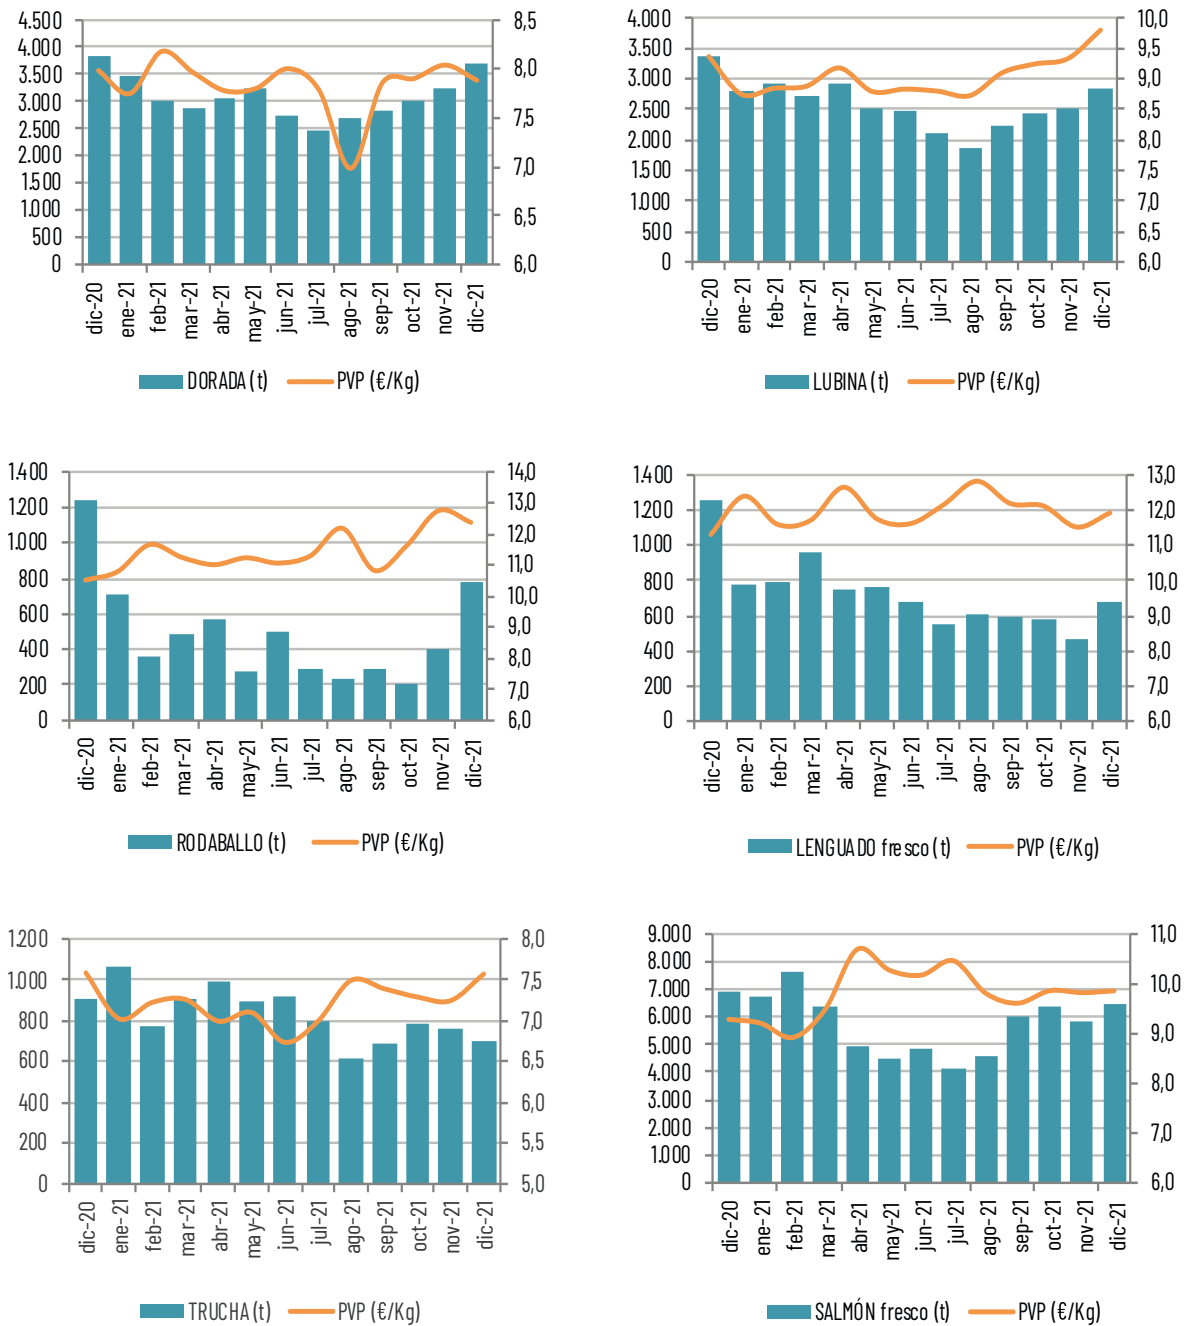 4.500
4.000
3.500
3.000
2.500
2.000
1.500
1.000
500
0
8,5
8,0
7,5
7,0
6,5
6,0
dic-20
ene-21
feb-21
mar-21
abr-21
may-21
jun-21
jul-21
ago-21
sep-21
oct-21
nov-21
dic-21
DORADA (t) PVP (€/Kg)
4.000
3.500
3.000
2.500
2.000
1.500
1.000
500
0
10,0
9,5
9,0
8,5
8,0
7,5
7,0
6,5
6,0
dic-20
ene-21
feb-21
mar-21
abr-21
may-21
jun-21
jul-21
ago-21
sep-21
oct-21
nov-21
dic-21
LUBINA (t) PVP (€/Kg)
1.400
1.200
1.000
800
600
400
200
0
14,0
13,0
12,0
11,0
10,0
9,0
8,0
7,0
6,0
dic-20
ene-21
feb-21
mar-21
abr-21
may-21
jun-21
jul-21
ago-21
sep-21
oct-21
nov-21
dic-21
RODABALLO (t) PVP (€/Kg)
1.400
1.200
1.000
800
600
400
200
0
13,0
12,0
11,0
10,0
9,0
8,0
7,0
6,0
dic-20
ene-21
feb-21
mar-21
abr-21
may-21
jun-21
jul-21
ago-21
sep-21
oct-21
nov-21
dic-21
LENGUADO fresco (t) PVP (€/Kg)
1.200
1.000
800
600
400
200
0
8,0
7,5
7,0
6,5
6,0
5,5
5,0
dic-20
ene-21
feb-21
mar-21
abr-21
may-21
jun-21
jul-21
ago-21
sep-21
oct-21
nov-21
dic-21
TRUCHA (t) PVP (€/Kg)
9.000
8.000
7.000
6.000
5.000
4.000
3.000
2.000
1.000
0
11,0
10,0
9,0
8,0
7,0
6,0
dic-20
ene-21
feb-21
mar-21
abr-21
may-21
jun-21
jul-21
ago-21
sep-21
oct-21
nov-21
dic-21
SALMÓN fresco (t) PVP (€/Kg)